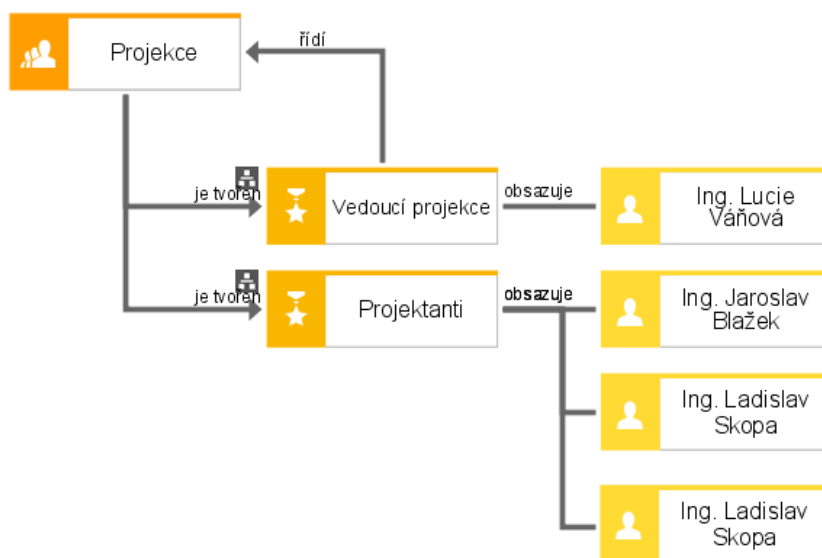 Projekce
řídí
je tvořen
Vedoucí projekce
obsazuje
Ing. Lucie
Váňová
je tvořen
Projektanti
obsazuje
Ing. Jaroslav
Blažek
Ing. Ladislav
Skopa
Ing. Ladislav
Skopa